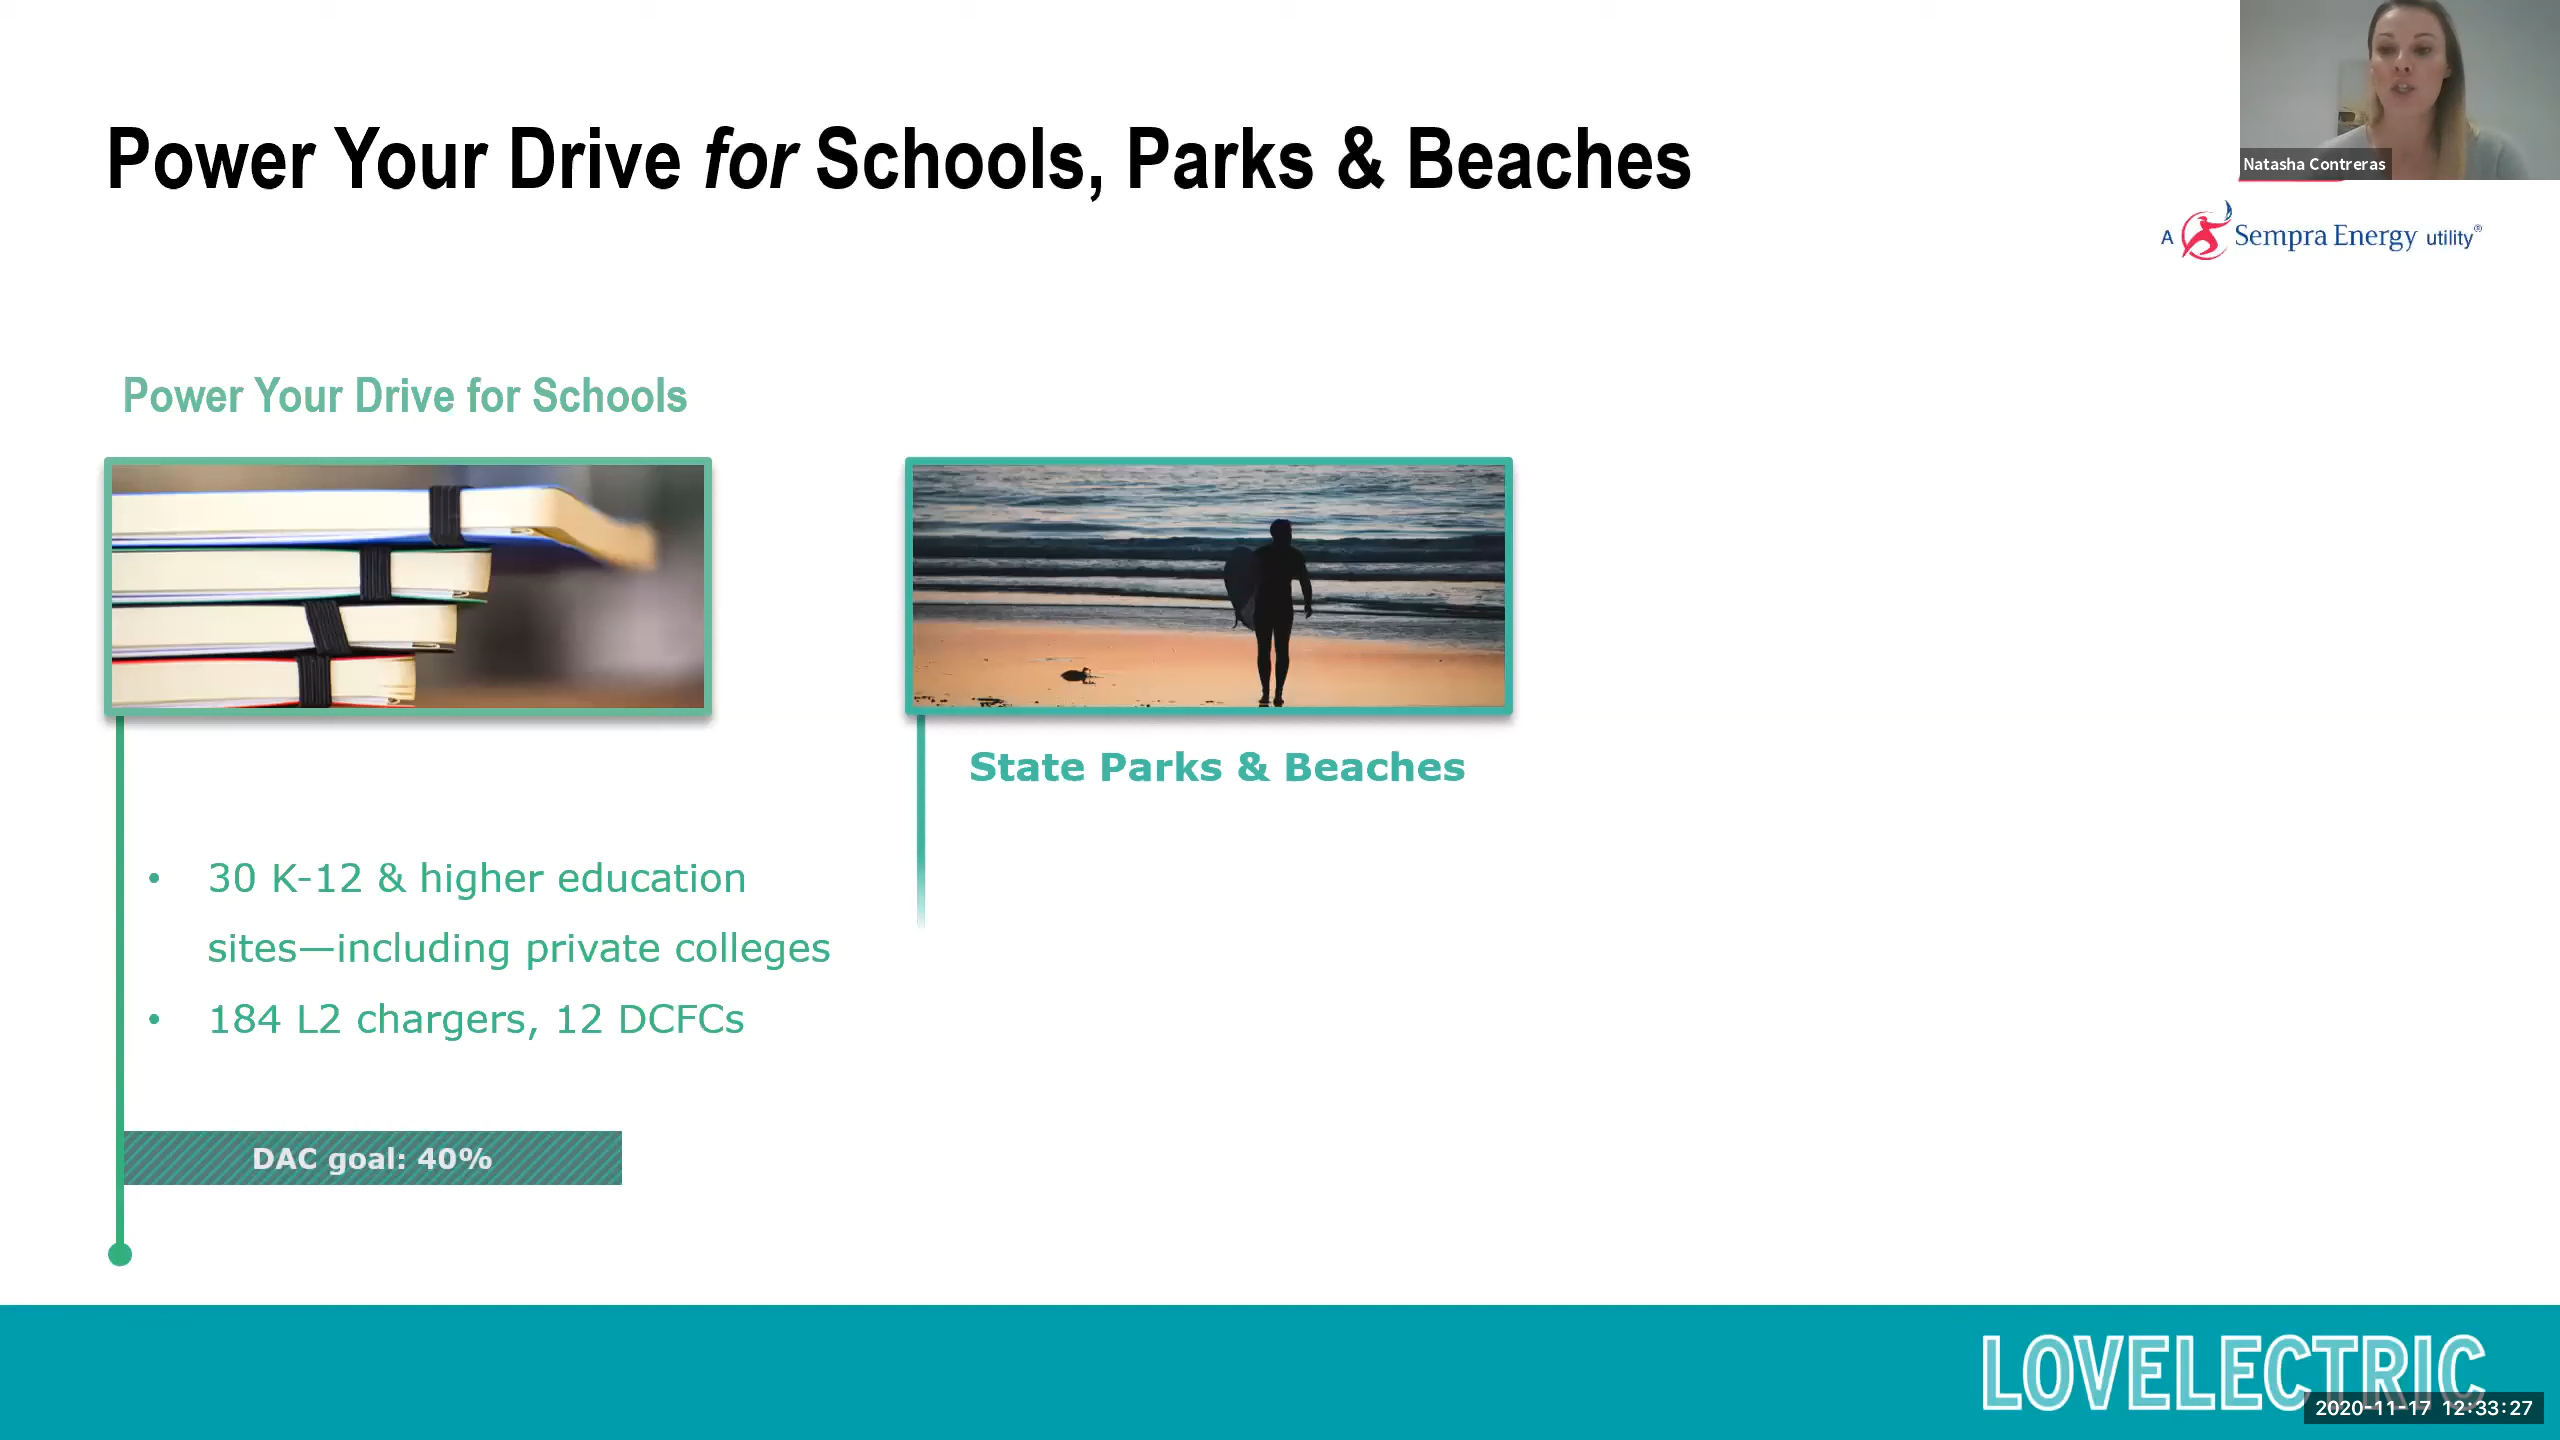 Power Your Drive for Schools, Parks & Beaches
Natasha Contreras
A Sempra Energy utility®
Power Your Drive for Schools
State Parks & Beaches
• 30 K-12 & higher education
sites—including private colleges
• 184 L2 chargers, 12 DCFCs
DAC goal: 40%
LOVELECTRIC
2020-11-17 12:33:27